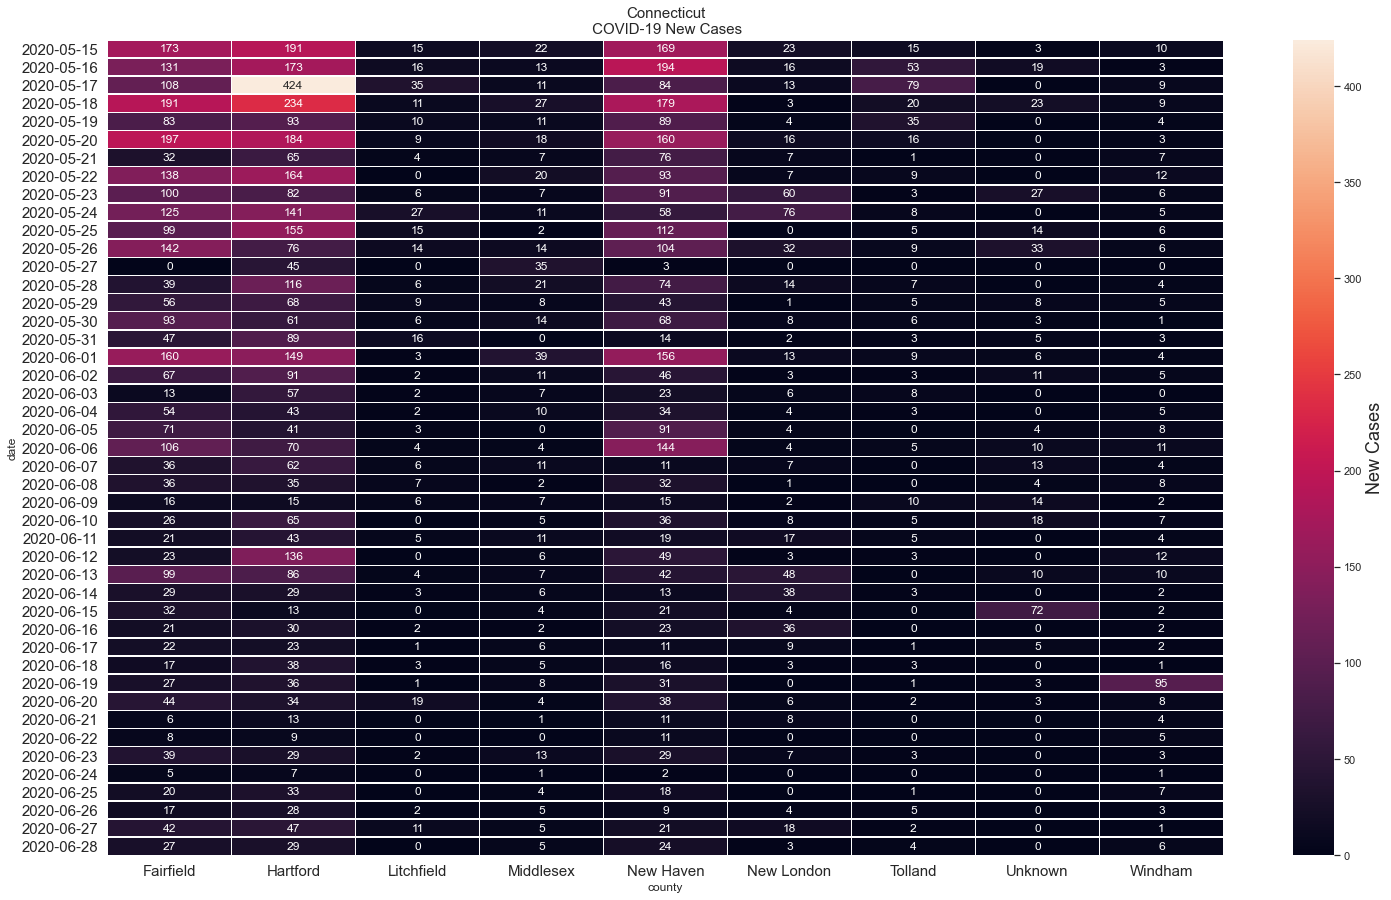 Connecticut
COVID-19 New Cases
2020-05-15 173 191 15 22 169 23 15 3 10
2020-05-16 131 173 16 13 194 16 53 19 3
2020-05-17 108 424 35 11 84 13 79 0 9
2020-05-18 191 234 11 27 179 3 20 23 9
2020-05-19 83 93 10 11 89 4 35 0 4
2020-05-20 197 184 9 18 160 16 16 0 3
2020-05-21 32 65 4 7 76 7 1 0 7
2020-05-22 138 164 0 20 93 7 9 0 12
2020-05-23 100 82 6 7 91 60 3 27 6
2020-05-24 125 141 27 11 58 76 8 0 5
2020-05-25 99 155 15 2 112 0 5 14 6
2020-05-26 142 76 14 14 104 32 9 33 6
2020-05-27 0 45 0 35 3 0 0 0 0
2020-05-28 39 116 6 21 74 14 7 0 4
2020-05-29 56 68 9 8 43 1 5 8 5
2020-05-30 93 61 6 14 68 8 6 3 1
2020-05-31 47 89 16 0 14 2 3 5 3
2020-06-01 160 149 3 39 156 13 9 6 4
2020-06-02 67 91 2 11 46 3 3 11 5
2020-06-03 13 57 2 7 23 6 8 0 0
2020-06-04 54 43 2 10 34 4 3 0 5
2020-06-05 71 41 3 0 91 4 0 4 8
2020-06-06 106 70 4 4 144 4 5 10 11
2020-06-07 36 62 6 11 11 7 0 13 4
2020-06-08 36 35 7 2 32 1 0 4 8
2020-06-09 16 15 6 7 15 2 10 14 2
2020-06-10 26 65 0 5 36 8 5 18 7
2020-06-11 21 43 5 11 19 17 5 0 4
2020-06-12 23 136 0 6 49 3 3 0 12
2020-06-13 99 86 4 7 42 48 0 10 10
2020-06-14 29 29 3 6 13 38 3 0 2
2020-06-15 32 13 0 4 21 4 0 72 2
2020-06-16 21 30 2 2 23 36 0 0 2
2020-06-17 22 23 1 6 11 9 1 5 2
2020-06-18 17 38 3 5 16 3 3 0 1
2020-06-19 27 36 1 8 31 0 1 3 95
2020-06-20 44 34 19 4 38 6 2 3 8
2020-06-21 6 13 0 1 11 8 0 0 4
2020-06-22 8 9 0 0 11 0 0 0 5
2020-06-23 39 29 2 13 29 7 3 0 3
2020-06-24 5 7 0 1 2 0 0 0 1
2020-06-25 20 33 0 4 18 0 1 0 7
2020-06-26 17 28 2 5 9 4 5 0 3
2020-06-27 42 47 11 5 21 18 2 0 1
2020-06-28 27 29 0 5 24 3 4 0 6
Fairfield Hartford Litchfield Middlesex New Haven New London Tolland Unknown Windham
county
date
400
350
300
250
200
150
100
50
0
New Cases